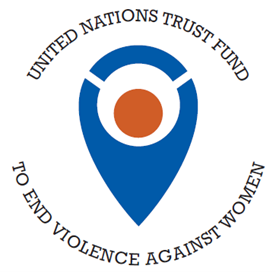 UNITED NATIONS TRUST FUND
TO END VIOLENCE AGAINST WOMEN